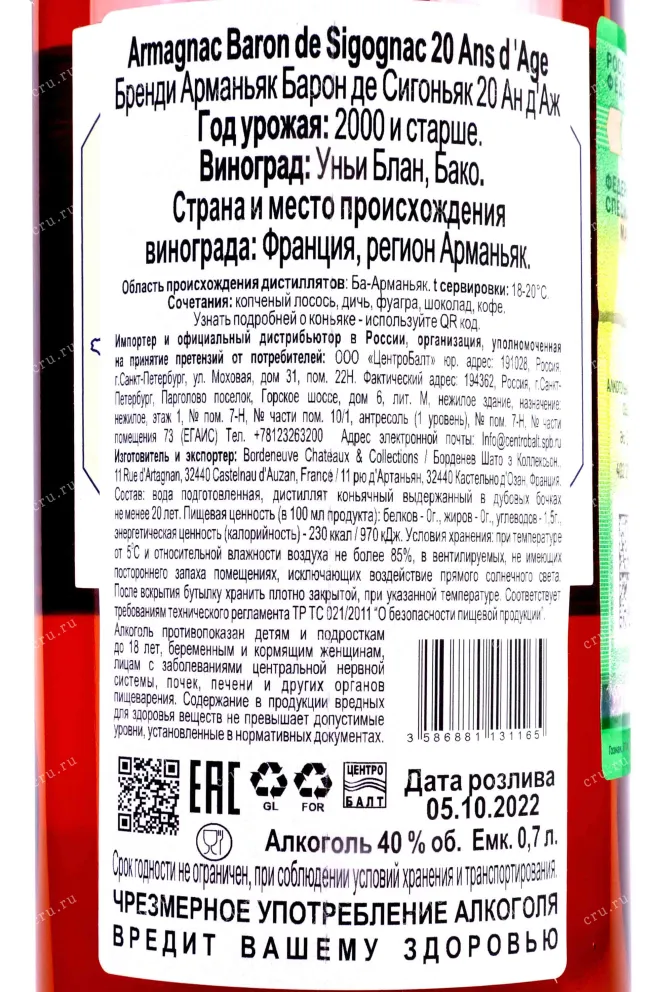 Armagnac Baron de Sigognac 20 Ans d'Age
Бренди Арманьяк Барон де Сигоньяк 20 Ан д'Аж
Год урожая: 2000 и старше.
Виноград: Уньи Блан, Бако.
Страна и место происхождения
винограда: Франция, регион Арманьяк.
Область происхождения дистиллятов: Ба-Арманьяк. t сервировки: 18-20°С
Сочетания: копченый лосось, дичь, фуагра, шоколад, кофе.
Узнать подробней о коньяке - используйте QR код.
Импортер и официальный дистрибьютор в России, организация, уполномоченная
на принятие претензий от потребителей: ООО «ЦентроБалт» юр. адрес: 191028, Россия,
г.Санкт-Петербург, ул. Моховая, дом 31, пом. 22Н. Фактический адрес: 194362, Россия, г.Санкт-
Петербург, Парголово поселок, Горское шоссе, дом 6, лит. М, нежилое здание, назначение:
нежилое, этаж 1, № пом. 7-Н, № части пом. 10/1, антресоль (1 уровень), № пом. 7-Н, № части
помещения 73 (ЕГАИС) Тел. +78123263200 Адрес электронной почты: Info@centrobalt.spb.ru
Изготовитель и экспортер: Bordeneuve Chateaux & Collections / Борденев Шато э Коллексьон.,
11 Rue d'Artagnan, 32440 Castelnau d'Auzan, France / 11 рю д'Артаньян, 32440 Кастельно д'Озан, Франция.
Состав: вода подготовленная, дистиллят коньячный выдержанный в дубовых бочках
не менее 20 лет. Пищевая ценность (в 100 мл продукта): белков - 0г., жиров - 0г., углеводов - 1,5г.,
энергетическая ценность (калорийность) - 230 ккал / 970 кДж. Условия хранения: при температуре
от 5°С и относительной влажности воздуха не более 85%, в вентилируемых, не имеющих
постороннего запаха помещениях, исключающих воздействие прямого солнечного света.
После вскрытия бутылку хранить плотно закрытой, при указанной температуре. Соответствует
требованиям технического регламента ТР ТС 021/2011 "О безопасности пищевой продукции".
Алкоголь противопоказан детям и подросткам
до 18 лет, беременным и кормящим женщинам,
лицам с заболеваниями центральной нервной
системы, почек, печени и других органов
пищеварения. Содержание в продукции вредных
для здоровья веществ не превышает допустимые
уровни, установленные в нормативных документах.
3 586881 131165
EAC
GL
FOR
ЦЕНТРО
БАЛТ
Дата розлива
05.10.2022
Алкоголь 40 % об. Емк. 0,7 л.
Срок годности не ограничен, при соблюдении условий хранения и транспортирования.
ЧРЕЗМЕРНОЕ УПОТРЕБЛЕНИЕ АЛКОГОЛЯ
ВРЕДИТ ВАШЕМУ ЗДОРОВЬЮ
cru.ru